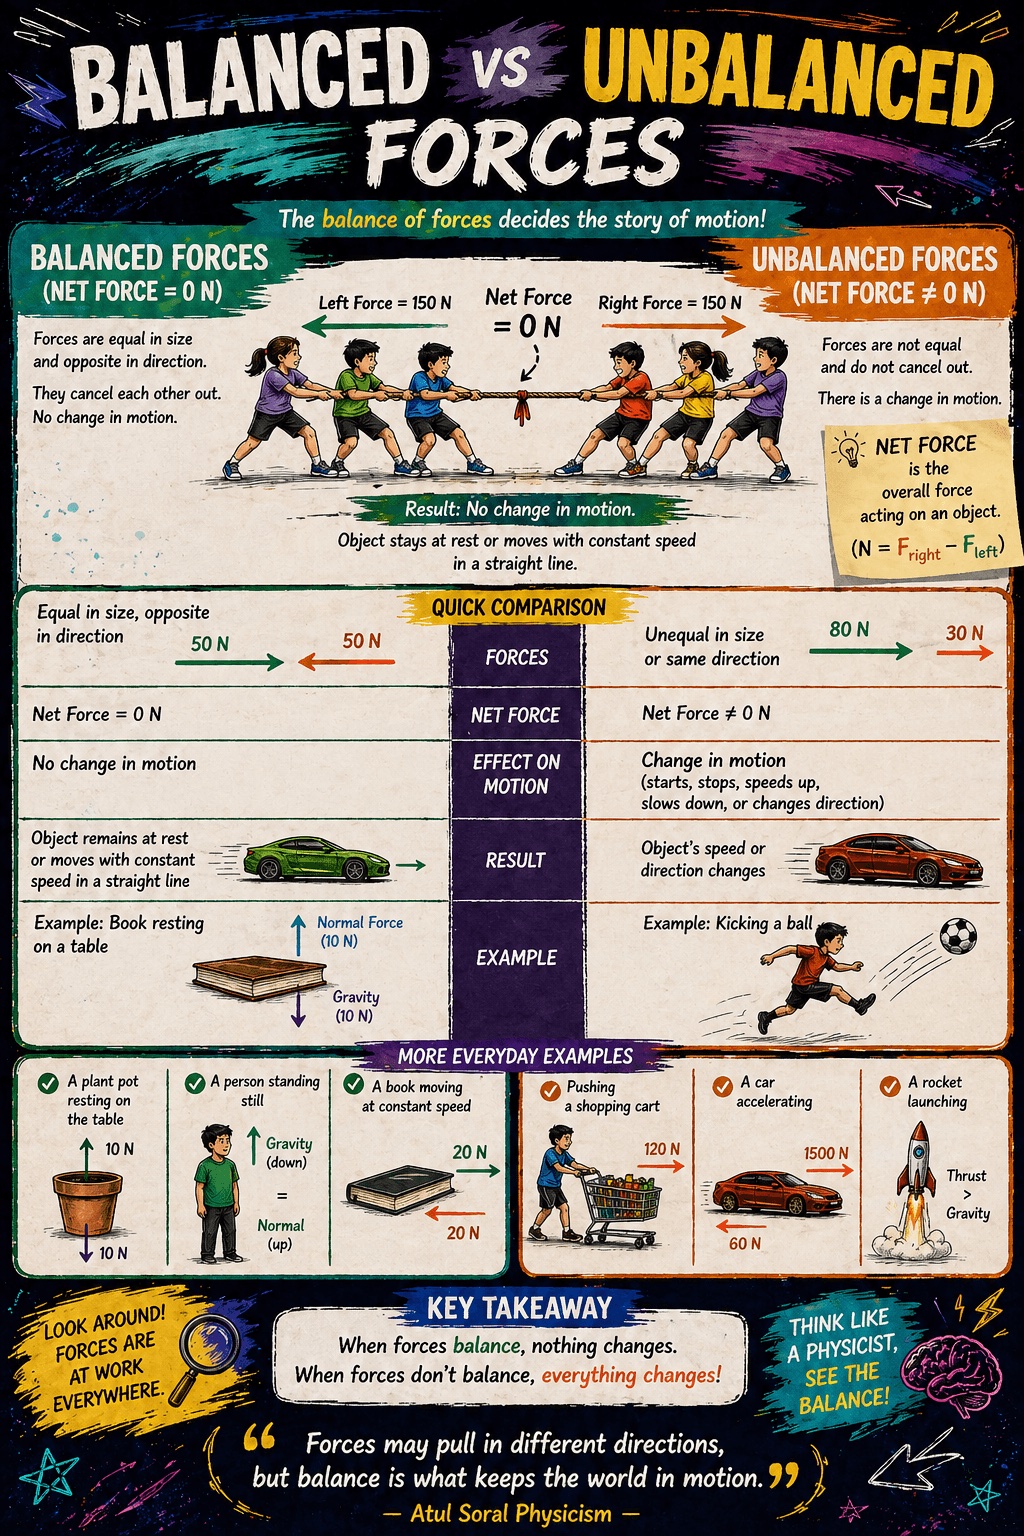 BALANCED VS UNBALANCED
FORCES
The balance of forces decides the story of motion!
BALANCED FORCES
(NET FORCE = 0 N)
Forces are equal in size
and opposite in direction.
They cancel each other out.
No change in motion.
Left Force = 150 N
Net Force
= 0 N
Right Force = 150 N
UNBALANCED FORCES
(NET FORCE ≠ 0 N)
Forces are not equal
and do not cancel out.
There is a change in motion.
NET FORCE
is the
overall force
acting on an object.
(N = Fright − Fleft)
Result: No change in motion.
Object stays at rest or moves with constant speed
in a straight line.
QUICK COMPARISON
Equal in size, opposite
in direction
50 N
50 N
FORCES
Unequal in size
or same direction
80 N
30 N
Net Force = 0 N
NET FORCE
Net Force ≠ 0 N
No change in motion
EFFECT ON
MOTION
Change in motion
(starts, stops, speeds up,
slows down, or changes direction)
Object remains at rest
or moves with constant
speed in a straight line
RESULT
Object's speed or
direction changes
Example: Book resting
on a table
Normal Force
(10 N)
Gravity
(10 N)
EXAMPLE
Example: Kicking a ball
MORE EVERYDAY EXAMPLES
A plant pot
resting on
the table
10 N
10 N
A person standing
still
Gravity
(down)
=
Normal
(up)
A book moving
at constant speed
20 N
20 N
Pushing
a shopping cart
120 N
A car
accelerating
1500 N
60 N
A rocket
launching
Thrust
>
Gravity
LOOK AROUND!
FORCES ARE
AT WORK
EVERYWHERE.
KEY TAKEAWAY
When forces balance, nothing changes.
When forces don't balance, everything changes!
THINK LIKE
A PHYSICIST,
SEE THE
BALANCE!
“ Forces may pull in different directions,
but balance is what keeps the world in motion. ”
— Atul Soral Physicism —